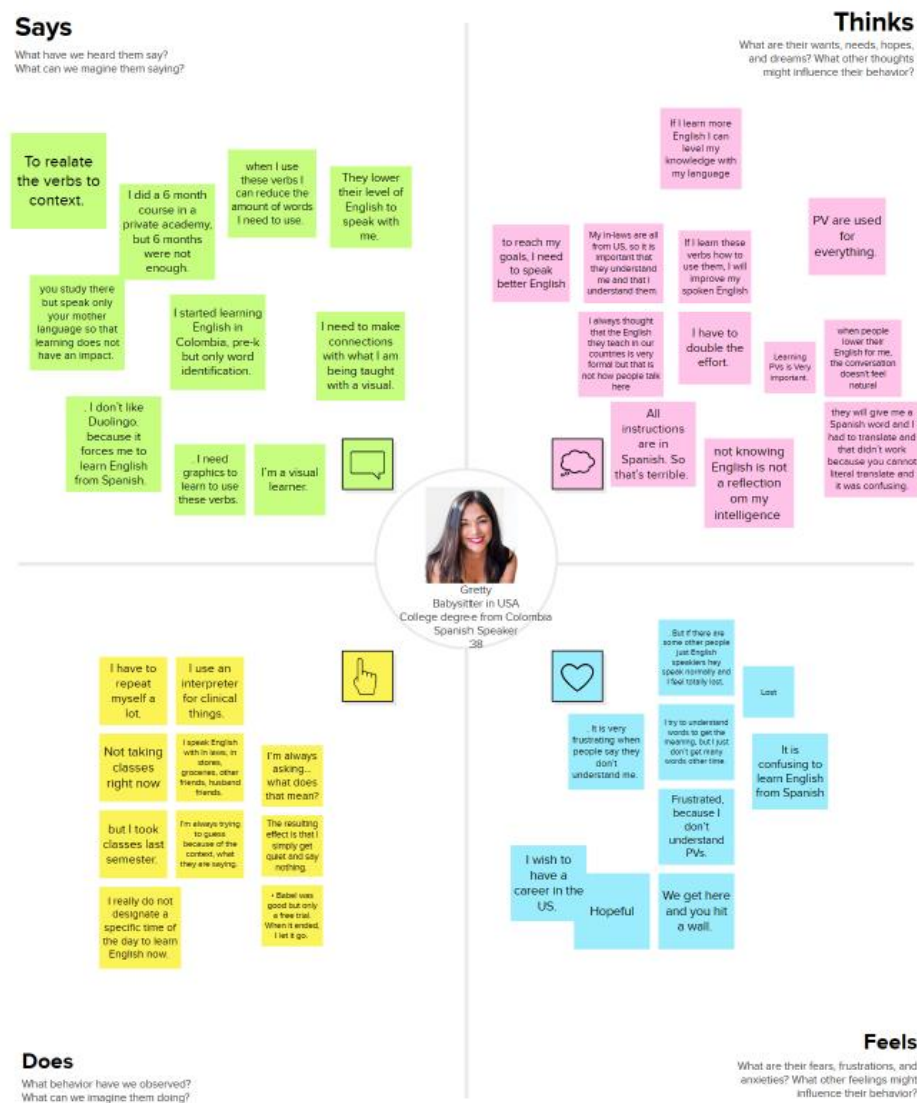 Says
What have we heard them say?
What can we magine them saying?
Thinks
What are their wants, needs, hopes,
and dreams? What other thoughts
might influence their behavior?
To realate
the verbs to
context.
I did a 6 month
course in a
private academy,
but 6 months
were not
enough.
when I use
these verbs I
can reduce the
amount of words
I need to use.
They lower
their level of
English to
speak with
me.
you study there
but speak only
your mother
language so that
learning does not
have an impact.
I started learning
English in
Colombia, pre-k
but only word
identification.
I need to make
connections
with what I am
being taught
with a visual.
. I don't like
Duolingo.
because it
forces me to
learn English
from Spanish.
. I need
graphics to
learn to use
these verbs.
I'm a visual
learner.
If I learn more
English I can
level my
knowledge with
my language
to reach my
goals, I need
to speak
better English
My in-laws are all
from US, so it is
important that
they understand
me and that I
understand them.
If I learn these
verbs how to
use them, I will
improve my
spoken English
PV are used
for
everything.
I always thought
that the English
they teach in our
countries is very
formal but that is
not how people talk
here
I have to
double the
effort.
Learning
PVs is Very
important.
when people
lower their
English for me,
the conversation
doesn't feel
natural
All
instructions
are in
Spanish. So
that's terrible.
not knowing
English is not
a reflection
om my
intelligence
they will give me a
Spanish word and I
had to translate and
that didn't work
because you cannot
literal translate and
it was confusing.
Gretty
Babysitter in USA
College degree from Colombia
Spanish Speaker
38
I have to
repeat
myself a
lot.
I use an
interpreter
for clinical
things.
Not taking
classes
right now
I speak English
with in laws, in
stores,
groceries, other
friends, husband
friends.
I'm always
asking...
what does
that mean?
but I took
classes last
semester.
I'm always trying
to guess
because of the
context, what
they are saying.
The resulting
effect is that I
simply get
quiet and say
nothing.
I really do not
designate a
specific time of
the day to learn
English now.
• Babel was
good but only
a free trial.
When it ended,
I let it go.
But if there are
some other people
just English
speakers hey
speak normally and
I feel totally lost.
Lost
. It is very
frustrating when
people say they
don't
understand me.
I try to understand
words to get the
meaning, but I just
don't get many
words other time.
It is
confusing to
learn English
from Spanish
Frustrated,
because I
don't
understand
PVs.
I wish to
have a
career in the
US.
Hopeful
We get here
and you hit
a wall.
Does
What behavior have we observed?
What can we imagine them doing?
Feels
What are their fears, frustrations, and
anxieties? What other feelings might
influence their behavior?